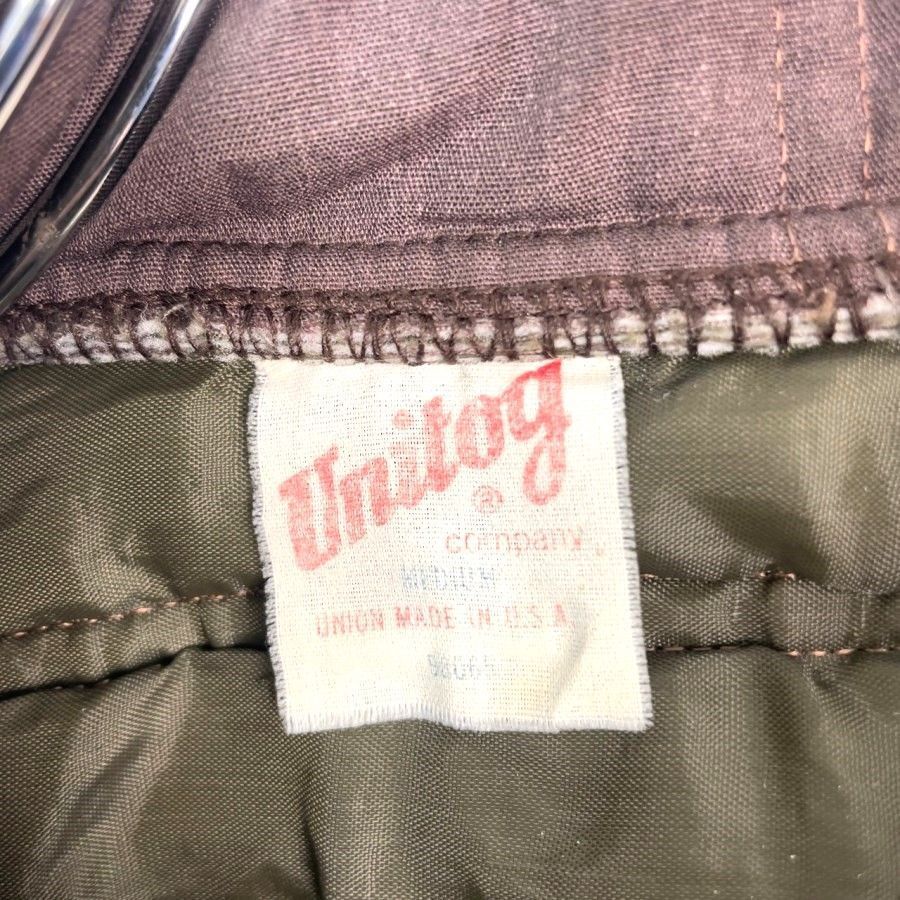 Unitog
®
company
MEDIUM
UNION MADE IN U.S.A.